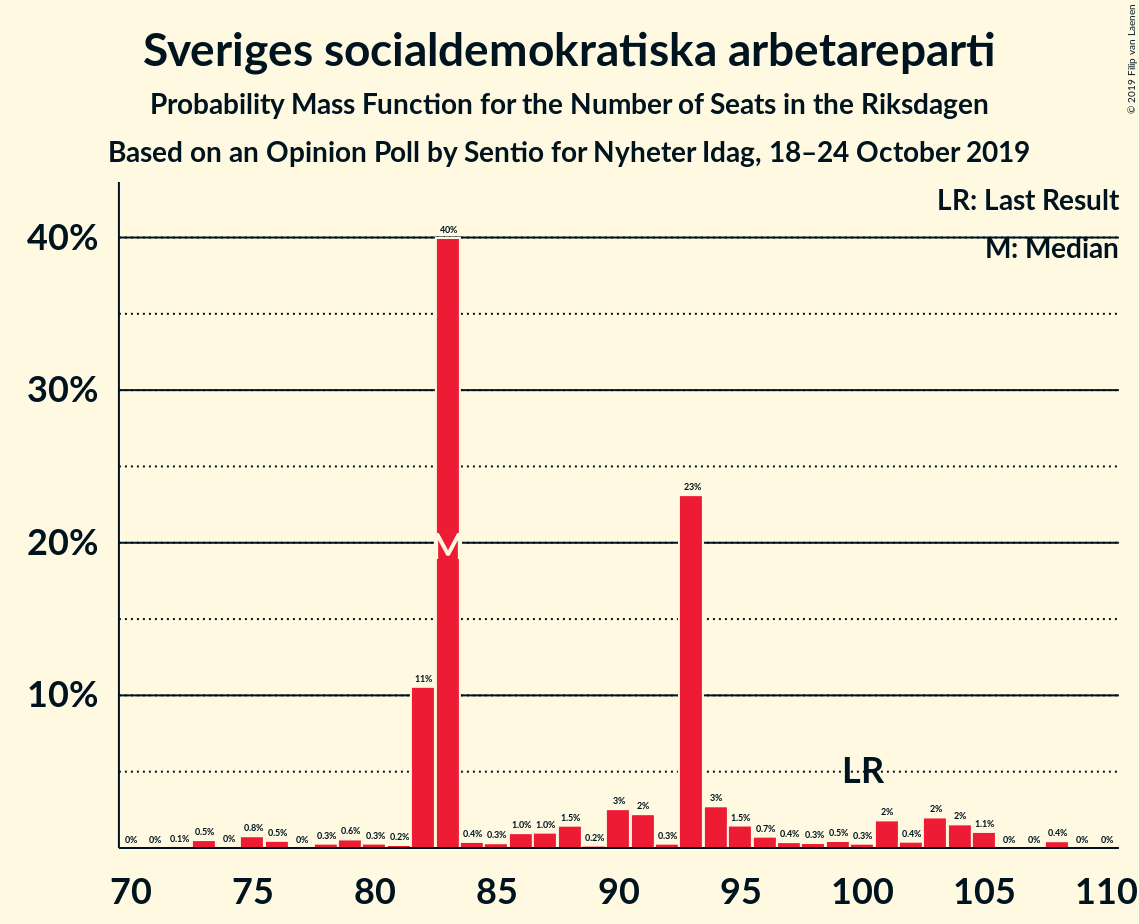 Sveriges socialdemokratiska arbetareparti
Probability Mass Function for the Number of Seats in the Riksdagen
Based on an Opinion Poll by Sentio for Nyheter Idag, 18–24 October 2019
© 2019 Filip van Laenen
LR: Last Result
M: Median
40%
30%
20%
10%
0% 0% 0.1% 0.5% 0% 0.8% 0.5% 0% 0.3% 0.6% 0.3% 0.2% 11% 40% 0.4% 0.3% 1.0% 1.0% 1.5% 0.2% 3% 2% 0.3% 23% 3% 1.5% 0.7% 0.4% 0.3% 0.5% 0.3% 2% 0.4% 2% 2% 1.1% 0% 0% 0.4% 0% 0%
M
LR
70 75 80 85 90 95 100 105 110